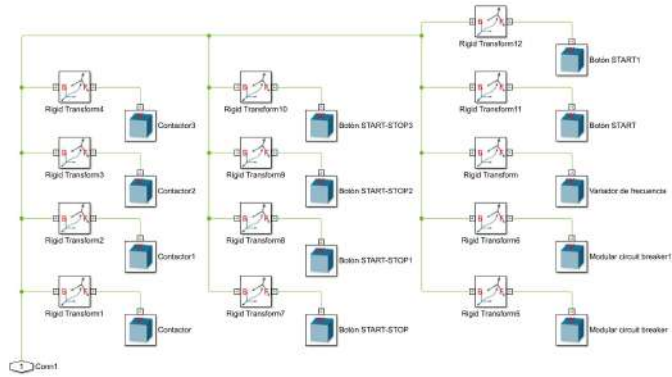 Rigid Transform12
Botón START1
Rigid Transform4
Contactor3
Rigid Transform10
Botón START-STOP3
Rigid Transform11
Botón START
Rigid Transform3
Contactor2
Rigid Transform9
Botón START-STOP2
Rigid Transform
Variador de frecuencia
Rigid Transform2
Contactor1
Rigid Transform8
Botón START-STOP1
Rigid Transform6
Modular circuit breaker1
Rigid Transform1
Contactor
Rigid Transform7
Botón START-STOP
Rigid Transform5
Modular circuit breaker
1
Conn1